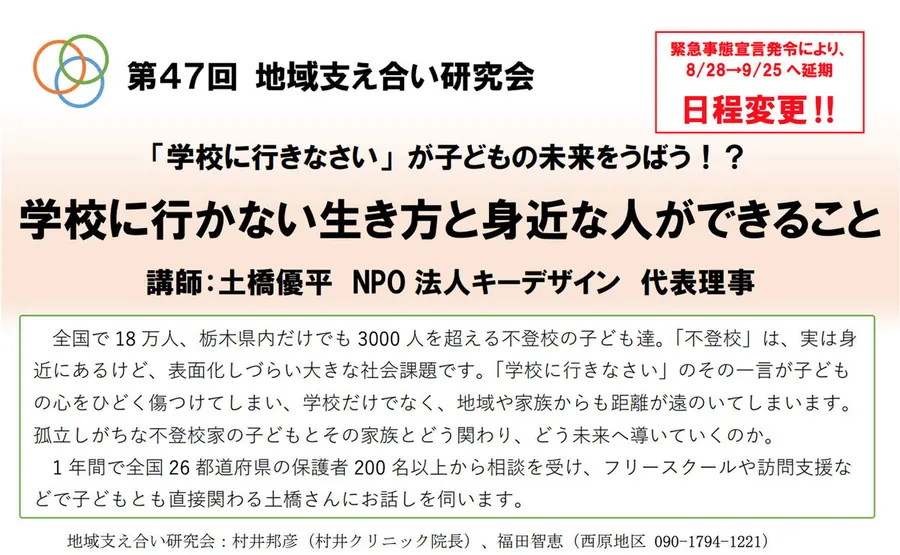 第47回 地域支え合い研究会
緊急事態宣言発令により、
8/28→9/25 へ延期
日程変更!!
「学校に行きなさい」が子どもの未来をうばう!?
学校に行かない生き方と身近な人ができること
講師:土橋優平 NPO 法人キーデザイン 代表理事
全国で 18 万人、栃木県内だけでも 3000 人を超える不登校の子ども達。「不登校」は、実は身
近にあるけど、表面化しづらい大きな社会課題です。「学校に行きなさい」のその一言が子ども
の心をひどく傷つけてしまい、学校だけでなく、地域や家族からも距離が遠のいてしまいます。
孤立しがちな不登校家の子どもとその家族とどう関わり、どう未来へ導いていくのか。
1 年間で全国 26 都道府県の保護者 200 名以上から相談を受け、フリースクールや訪問支援な
どで子どもとも直接関わる土橋さんにお話しを伺います。
地域支え合い研究会:村井邦彦(村井クリニック院長)、福田智恵(西原地区 090-1794-1221)